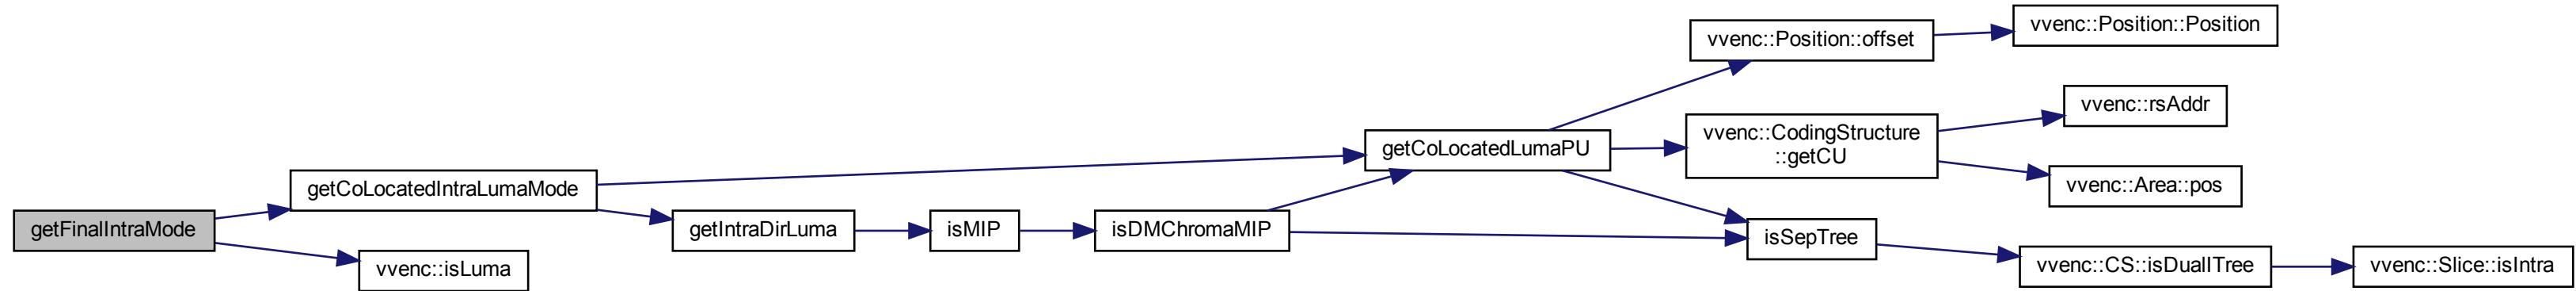 getFinalIntraMode
getCoLocatedIntraLumaMode
vvenc::isLuma
getIntraDirLuma
isMIP
isDMChromaMIP
getCoLocatedLumaPU
vvenc::Position::offset
vvenc::Position::Position
vvenc::CodingStructure
::getCU
vvenc::rsAddr
vvenc::Area::pos
isSepTree
vvenc::CS::isDualITree
vvenc::Slice::isIntra